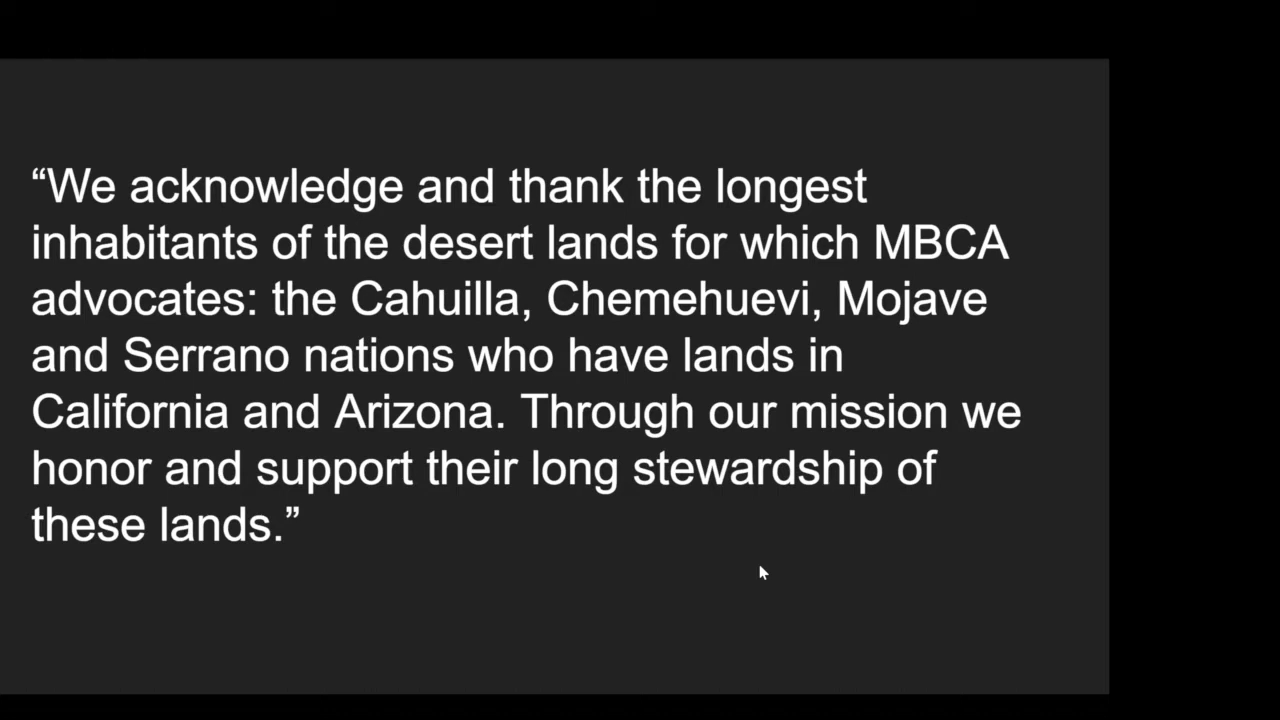 “We acknowledge and thank the longest
inhabitants of the desert lands for which MBCA
advocates: the Cahuilla, Chemehuevi, Mojave
and Serrano nations who have lands in
California and Arizona. Through our mission we
honor and support their long stewardship of
these lands.”